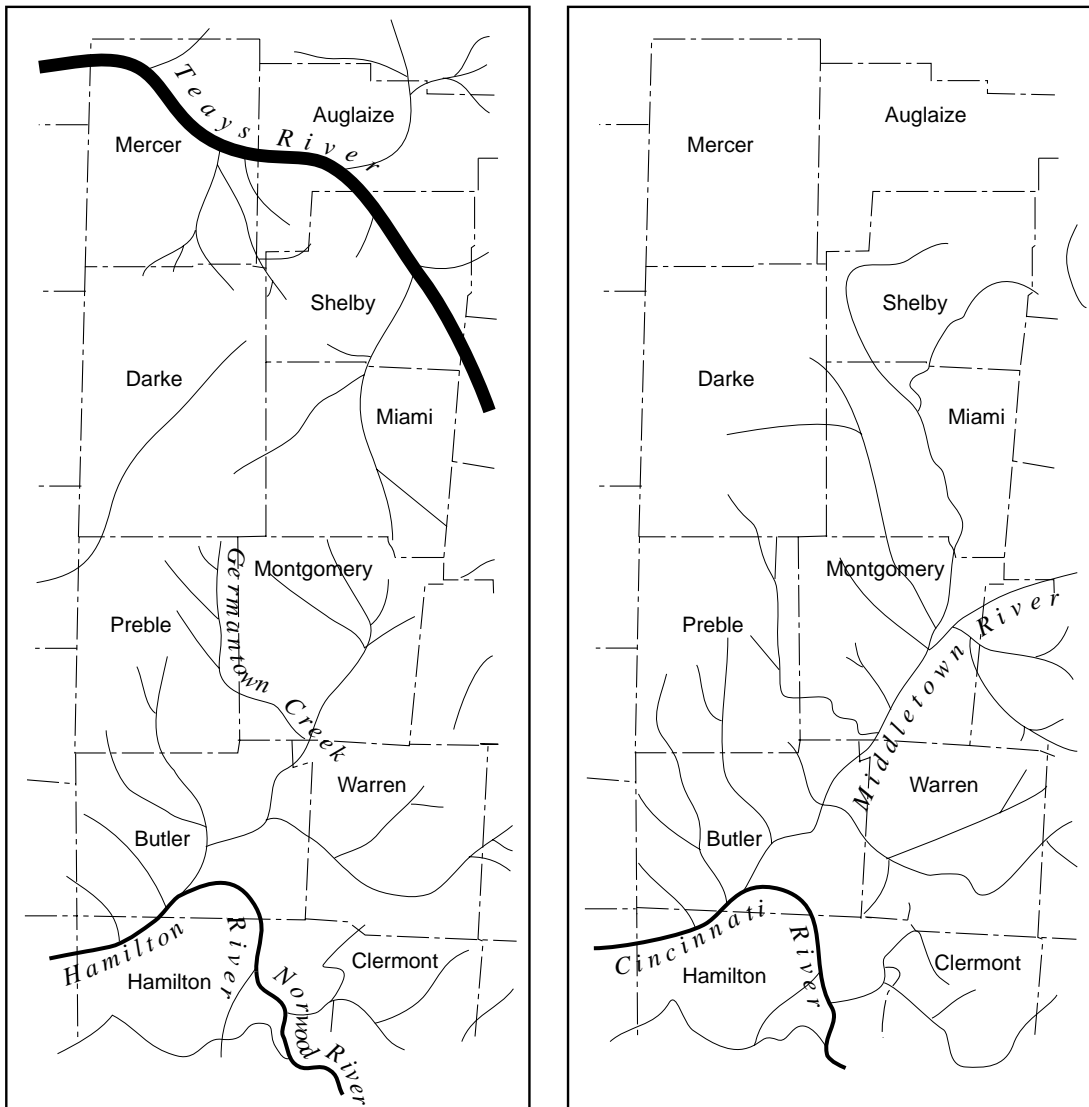 Teays River
Auglaize
Mercer
Shelby
Darke
Miami
Germantown Creek
Montgomery
Preble
Warren
Butler
Hamilton River
Norwood River
Hamilton
Clermont
Auglaize
Mercer
Shelby
Darke
Miami
Montgomery
Preble
Middletown River
Warren
Butler
Cincinnati River
Hamilton
Clermont